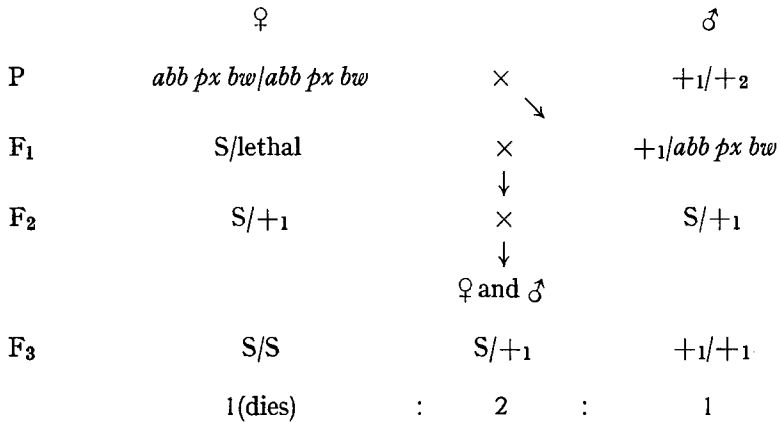 ♀ ♂
P abb px bw/abb px bw × +1/+2
↘
F1 S/lethal × +1/abb px bw
↓
F2 S/+1 × S/+1
↓
♀ and ♂
F3 S/S S/+1 +1/+1
1(dies) : 2 : 1